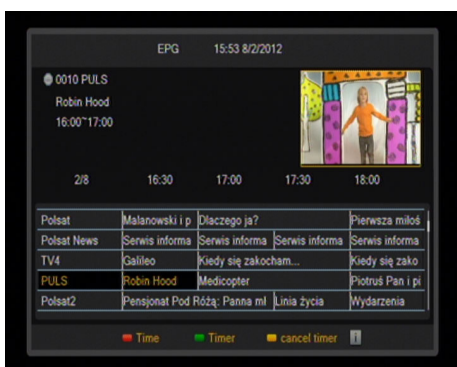 EPG 15:53 8/2/2012
0010 PULS
Robin Hood
16:00~17:00
2/8 16:30 17:00 17:30 18:00
Polsat Malanowski i p Dlaczego ja? Pierwsza miłoś
Polsat News Serwis informa Serwis informa Serwis informa Serwis informa
TV4 Galileo Kiedy się zakocham... Kiedy się zako
PULS Robin Hood Medicopter Piotruś Pan i pi
Polsat2 Pensjonat Pod Różą: Panna mł Linia życia Wydarzenia
Time Timer cancel timer i